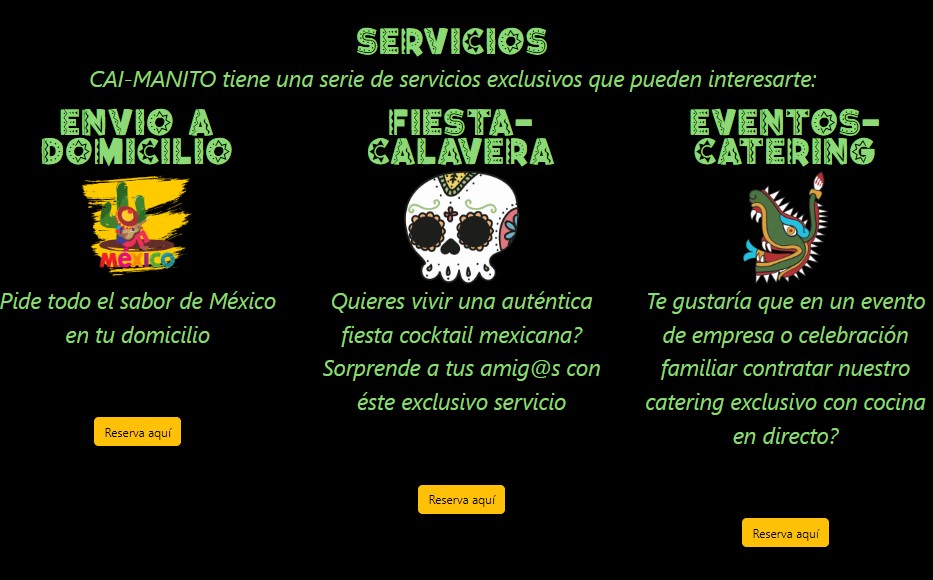 SERVICIOS
CAI-MANITO tiene una serie de servicios exclusivos que pueden interesarte:
ENVIO A
DOMICILIO
MEXICO
Pide todo el sabor de México
en tu domicilio
Reserva aquí
FIESTA-
CALAVERA
Quieres vivir una auténtica
fiesta cocktail mexicana?
Sorprende a tus amig@s con
éste exclusivo servicio
Reserva aquí
EVENTOS-
CATERING
Te gustaría que en un evento
de empresa o celebración
familiar contratar nuestro
catering exclusivo con cocina
en directo?
Reserva aquí